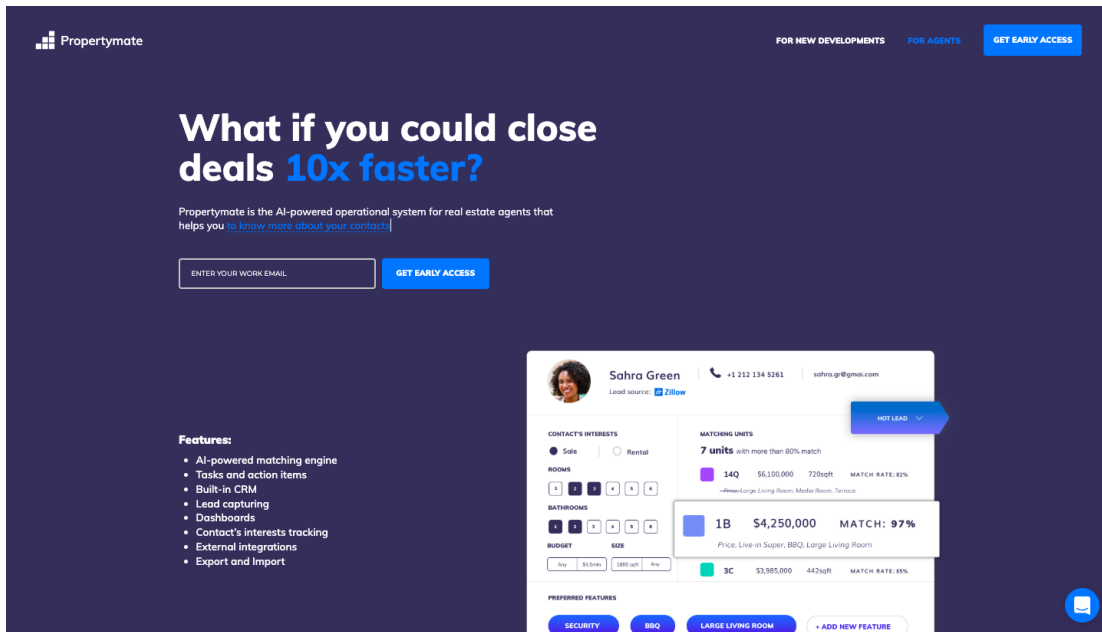 Propertymate
FOR NEW DEVELOPMENTS
FOR AGENTS
GET EARLY ACCESS
What if you could close
deals 10x faster?
Propertymate is the AI-powered operational system for real estate agents that
helps you to know more about your contacts
ENTER YOUR WORK EMAIL
GET EARLY ACCESS
Features:
• AI-powered matching engine
• Tasks and action items
• Built-in CRM
• Lead capturing
• Dashboards
• Contact's interests tracking
• External integrations
• Export and Import
Sahra Green
Lead source: Zillow
+1 212 134 5261
sahra.gr@gmai.com
HOT LEAD
CONTACT'S INTERESTS
Sale
Rental
ROOMS
1 2 3 4 5 6
BATHROOMS
1 2 3 4 5 6
BUDGET
SIZE
Any $4,5mln
1000 sqft Any
MATCHING UNITS
7 units with more than 80% match
14Q $6,100,000 720sqft MATCH RATE: 82%
Price, Large Living Room, Media Room, Terrace
1B $4,250,000 MATCH: 97%
Price, Live-in Super, BBQ, Large Living Room
3C $3,985,000 442sqft MATCH RATE: 85%
PREFERRED FEATURES
SECURITY
BBQ
LARGE LIVING ROOM
+ ADD NEW FEATURE